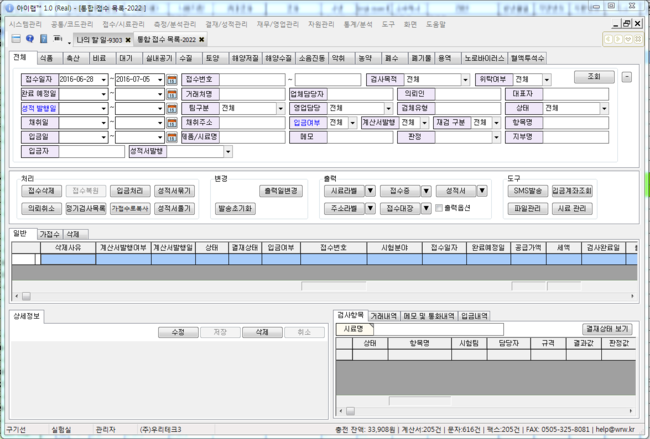 아이랩™ 1.0 (Real) - [통합:접수 목록-2022:]
시스템관리 공통/코드관리 접수/시료관리 측정/분석관리 결재/성적관리 재무/영업관리 자원관리 통계/분석 도구 화면 도움말
나의 할 일-9303 통합 접수 목록-2022
전체 식품 축산 비료 대기 실내공기 수질 토양 해양저질 해양수질 소음진동 악취 농약 폐수 폐기물 용역 노로바이러스 혈액투석수
접수일자 2016-06-28 ~ 2016-07-05 접수번호 ~ 검사목적 전체 위탁여부 전체 조회
완료 예정일 ~ 거래처명 업체담당자 의뢰인 대표자
성적 발행일 ~ 팀구분 전체 영업담당 전체 검체유형 상태 전체
채취일 ~ 채취주소 입금여부 전체 계산서발행 전체 재검 구분 전체 항목명
입금일 ~ 제품/시료명 메모 판정 지부명
입금자 성적서발행
처리 변경 출력 도구
접수삭제 접수복원 입금처리 성적서묶기 출력일변경 시료라벨 접수증 성적서 SMS발송 입금계좌조회
의뢰취소 정기검사목록 가접수로복사 성적서풀기 발송초기화 주소라벨 접수대장 출력옵션 파일관리 시료 관리
일반 가접수 삭제
삭제사유 계산서발행여부 계산서발행일 상태 결재상태 입금여부 접수번호 시험분야 접수일자 완료예정일 공급가액 세액 검사완료일
상세정보
수정 저장 삭제 취소
검사항목 거래내역 메모 및 통화내역 입금내역
시료명 결재상태 보기
상태 항목명 시험팀 담당자 규격 결과값 판정값
구기선 실험실 관리자 (주)우리테크3 충전 잔액: 33,908원 | 계산서:205건 | 문자:616건 | 팩스:205건 | FAX: 0505-325-8081 | help@wrw.kr